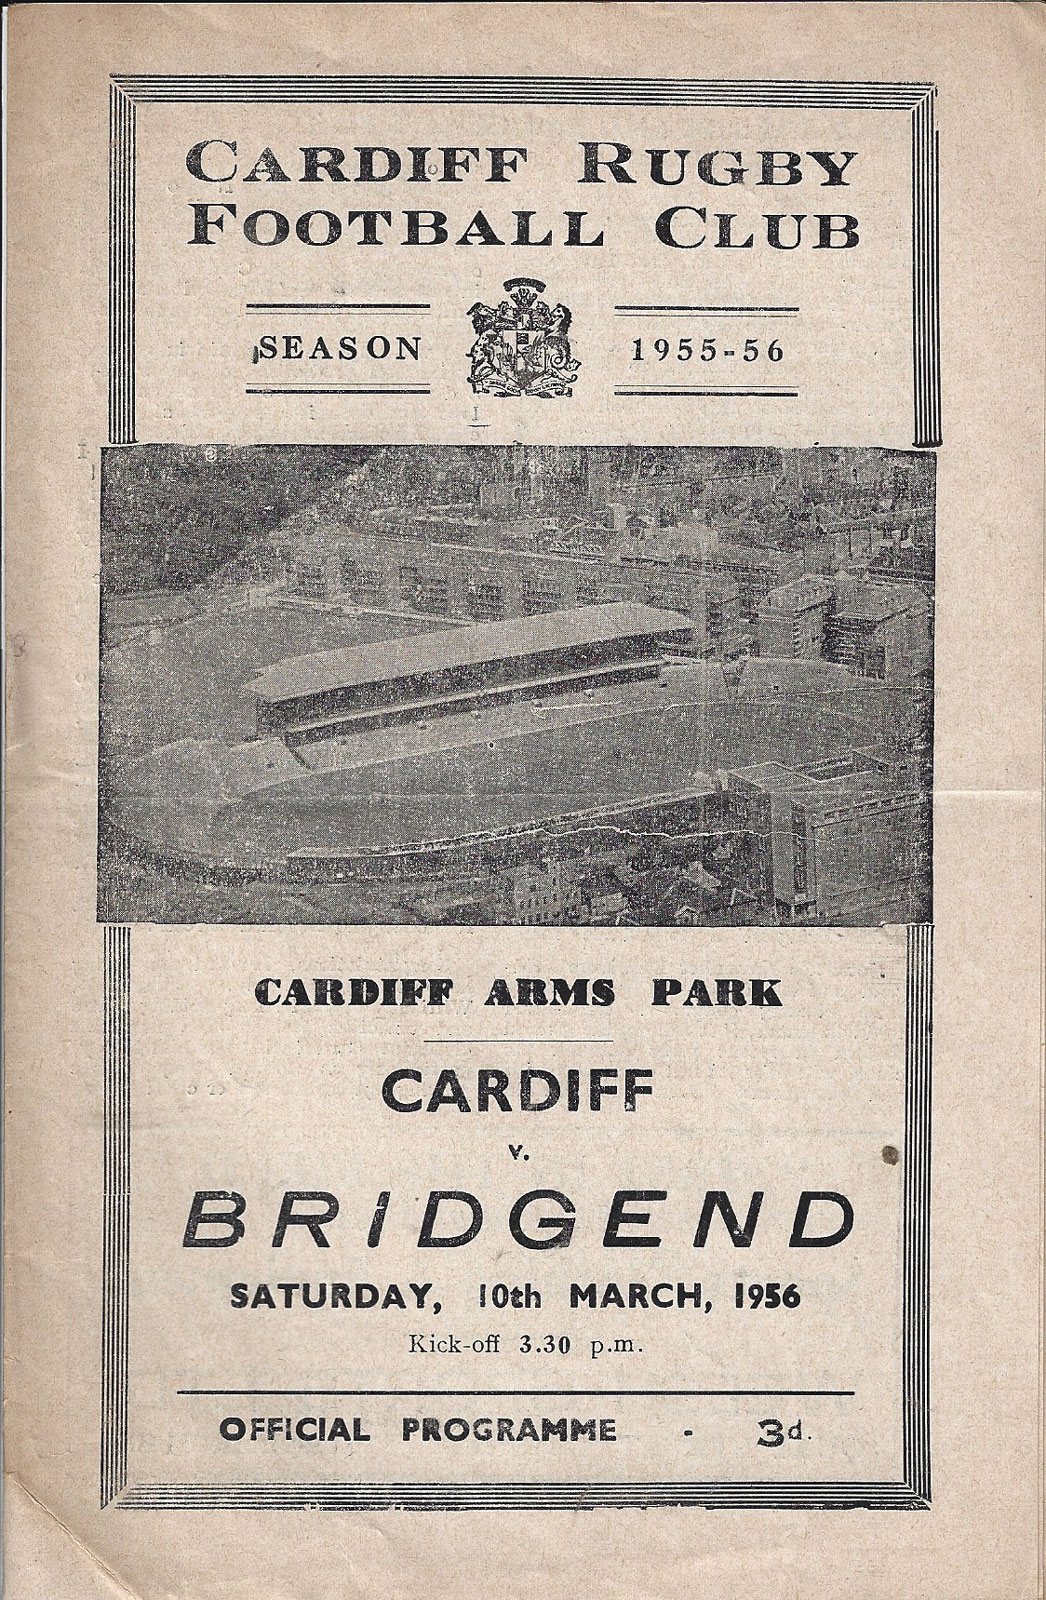 CARDIFF RUGBY
FOOTBALL CLUB
SEASON 1955-56
CARDIFF ARMS PARK
CARDIFF
v.
BRIDGEND
SATURDAY, 10th MARCH, 1956
Kick-off 3.30 p.m.
OFFICIAL PROGRAMME - 3d.